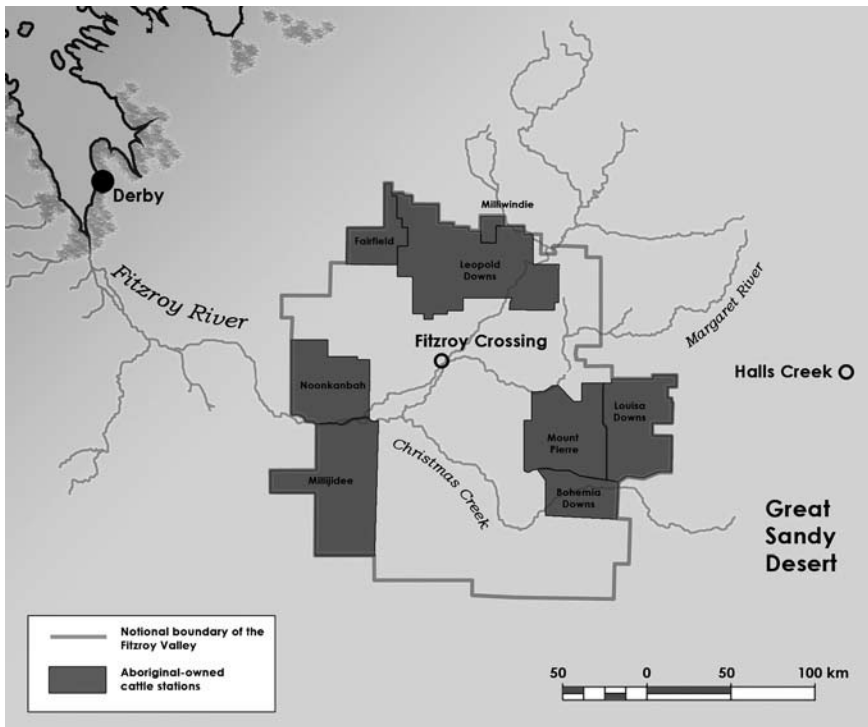 Derby
Milliwindie
Fairfield
Leopold
Downs
Fitzroy River
Margaret River
Fitzroy Crossing
Halls Creek
Noonkanbah
Louisa
Downs
Mount
Pierre
Christmas Creek
Millijidee
Bohemia
Downs
Great
Sandy
Desert
Notional boundary of the
Fitzroy Valley
Aboriginal-owned
cattle stations
50 0 50 100 km